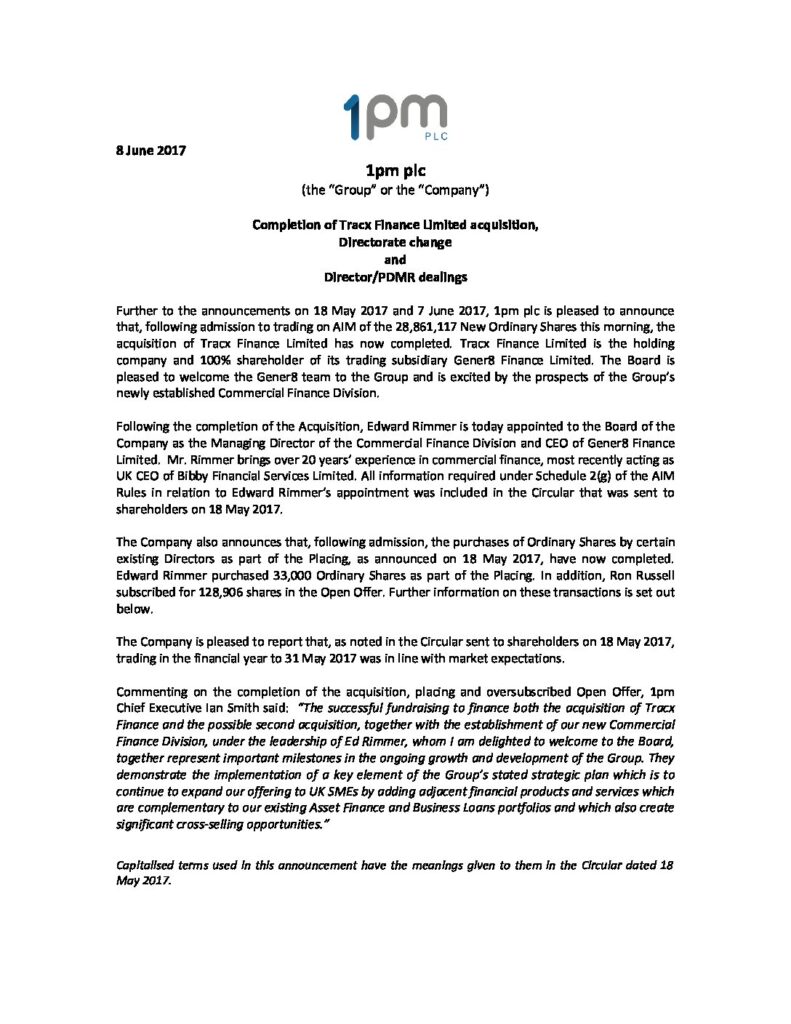 1pm
PLC
8 June 2017
1pm plc
(the “Group” or the “Company”)
Completion of Tracx Finance Limited acquisition,
Directorate change
and
Director/PDMR dealings
Further to the announcements on 18 May 2017 and 7 June 2017, 1pm plc is pleased to announce
that, following admission to trading on AIM of the 28,861,117 New Ordinary Shares this morning, the
acquisition of Tracx Finance Limited has now completed. Tracx Finance Limited is the holding
company and 100% shareholder of its trading subsidiary Gener8 Finance Limited. The Board is
pleased to welcome the Gener8 team to the Group and is excited by the prospects of the Group’s
newly established Commercial Finance Division.
Following the completion of the Acquisition, Edward Rimmer is today appointed to the Board of the
Company as the Managing Director of the Commercial Finance Division and CEO of Gener8 Finance
Limited. Mr. Rimmer brings over 20 years’ experience in commercial finance, most recently acting as
UK CEO of Bibby Financial Services Limited. All information required under Schedule 2(g) of the AIM
Rules in relation to Edward Rimmer’s appointment was included in the Circular that was sent to
shareholders on 18 May 2017.
The Company also announces that, following admission, the purchases of Ordinary Shares by certain
existing Directors as part of the Placing, as announced on 18 May 2017, have now completed.
Edward Rimmer purchased 33,000 Ordinary Shares as part of the Placing. In addition, Ron Russell
subscribed for 128,906 shares in the Open Offer. Further information on these transactions is set out
below.
The Company is pleased to report that, as noted in the Circular sent to shareholders on 18 May 2017,
trading in the financial year to 31 May 2017 was in line with market expectations.
Commenting on the completion of the acquisition, placing and oversubscribed Open Offer, 1pm
Chief Executive Ian Smith said: “The successful fundraising to finance both the acquisition of Tracx
Finance and the possible second acquisition, together with the establishment of our new Commercial
Finance Division, under the leadership of Ed Rimmer, whom I am delighted to welcome to the Board,
together represent important milestones in the ongoing growth and development of the Group. They
demonstrate the implementation of a key element of the Group’s stated strategic plan which is to
continue to expand our offering to UK SMEs by adding adjacent financial products and services which
are complementary to our existing Asset Finance and Business Loans portfolios and which also create
significant cross-selling opportunities.”
Capitalised terms used in this announcement have the meanings given to them in the Circular dated 18
May 2017.